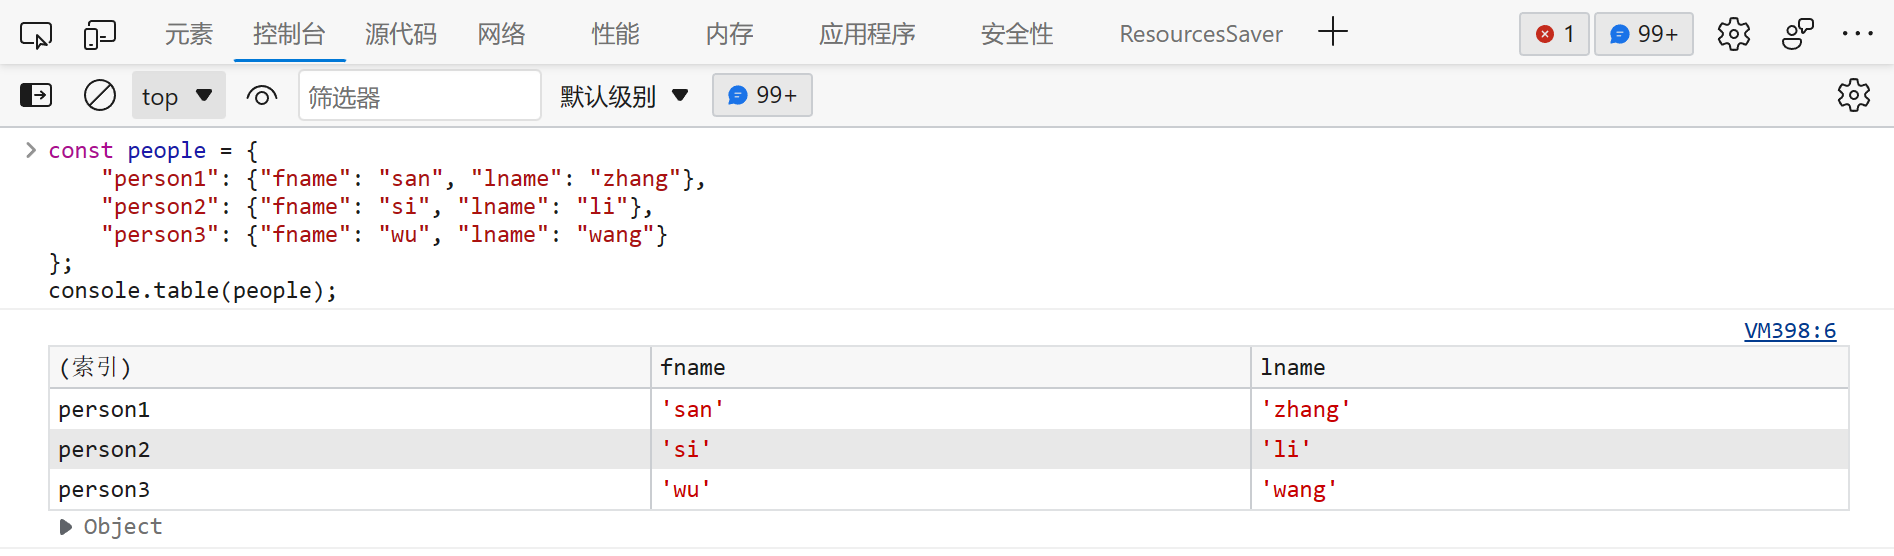 元素 控制台 源代码 网络 性能 内存 应用程序 安全性 ResourcesSaver 1 99+
top 筛选器 默认级别 99+
const people = {
    "person1": {"fname": "san", "lname": "zhang"},
    "person2": {"fname": "si", "lname": "li"},
    "person3": {"fname": "wu", "lname": "wang"}
};
console.table(people);
VM398:6
(索引) fname lname
person1 'san' 'zhang'
person2 'si' 'li'
person3 'wu' 'wang'
Object